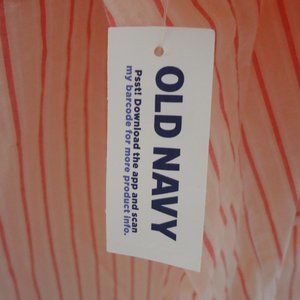 OLD NAVY
Psst! Download the app and scan
my barcode for more product info.